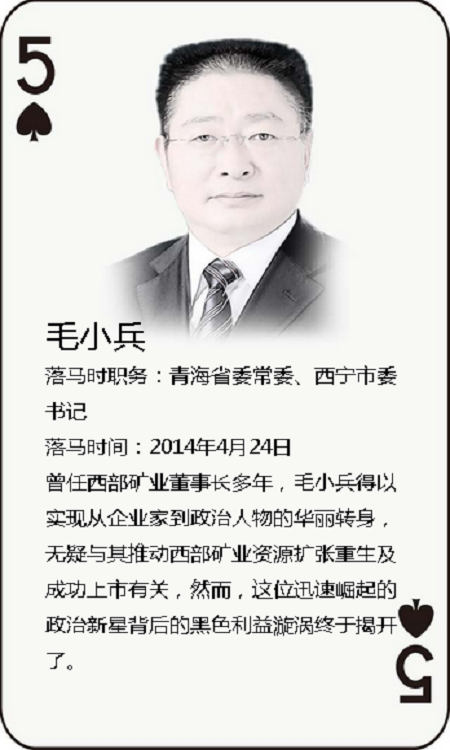 5
毛小兵
落马时职务：青海省委常委、西宁市委
书记
落马时间：2014年4月24日
曾任西部矿业董事长多年，毛小兵得以
实现从企业家到政治人物的华丽转身，
无疑与其推动西部矿业资源扩张重生及
成功上市有关，然而，这位迅速崛起的
政治新星背后的黑色利益漩涡终于揭开
了。
5